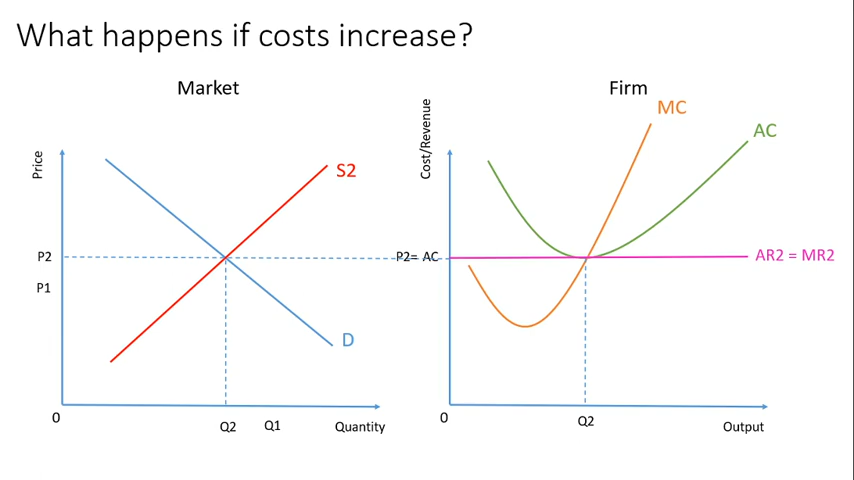 What happens if costs increase?
Market
Price
S2
P2
P1
D
0
Q2
Q1
Quantity
Firm
Cost/Revenue
MC
AC
P2= AC
AR2 = MR2
0
Q2
Output